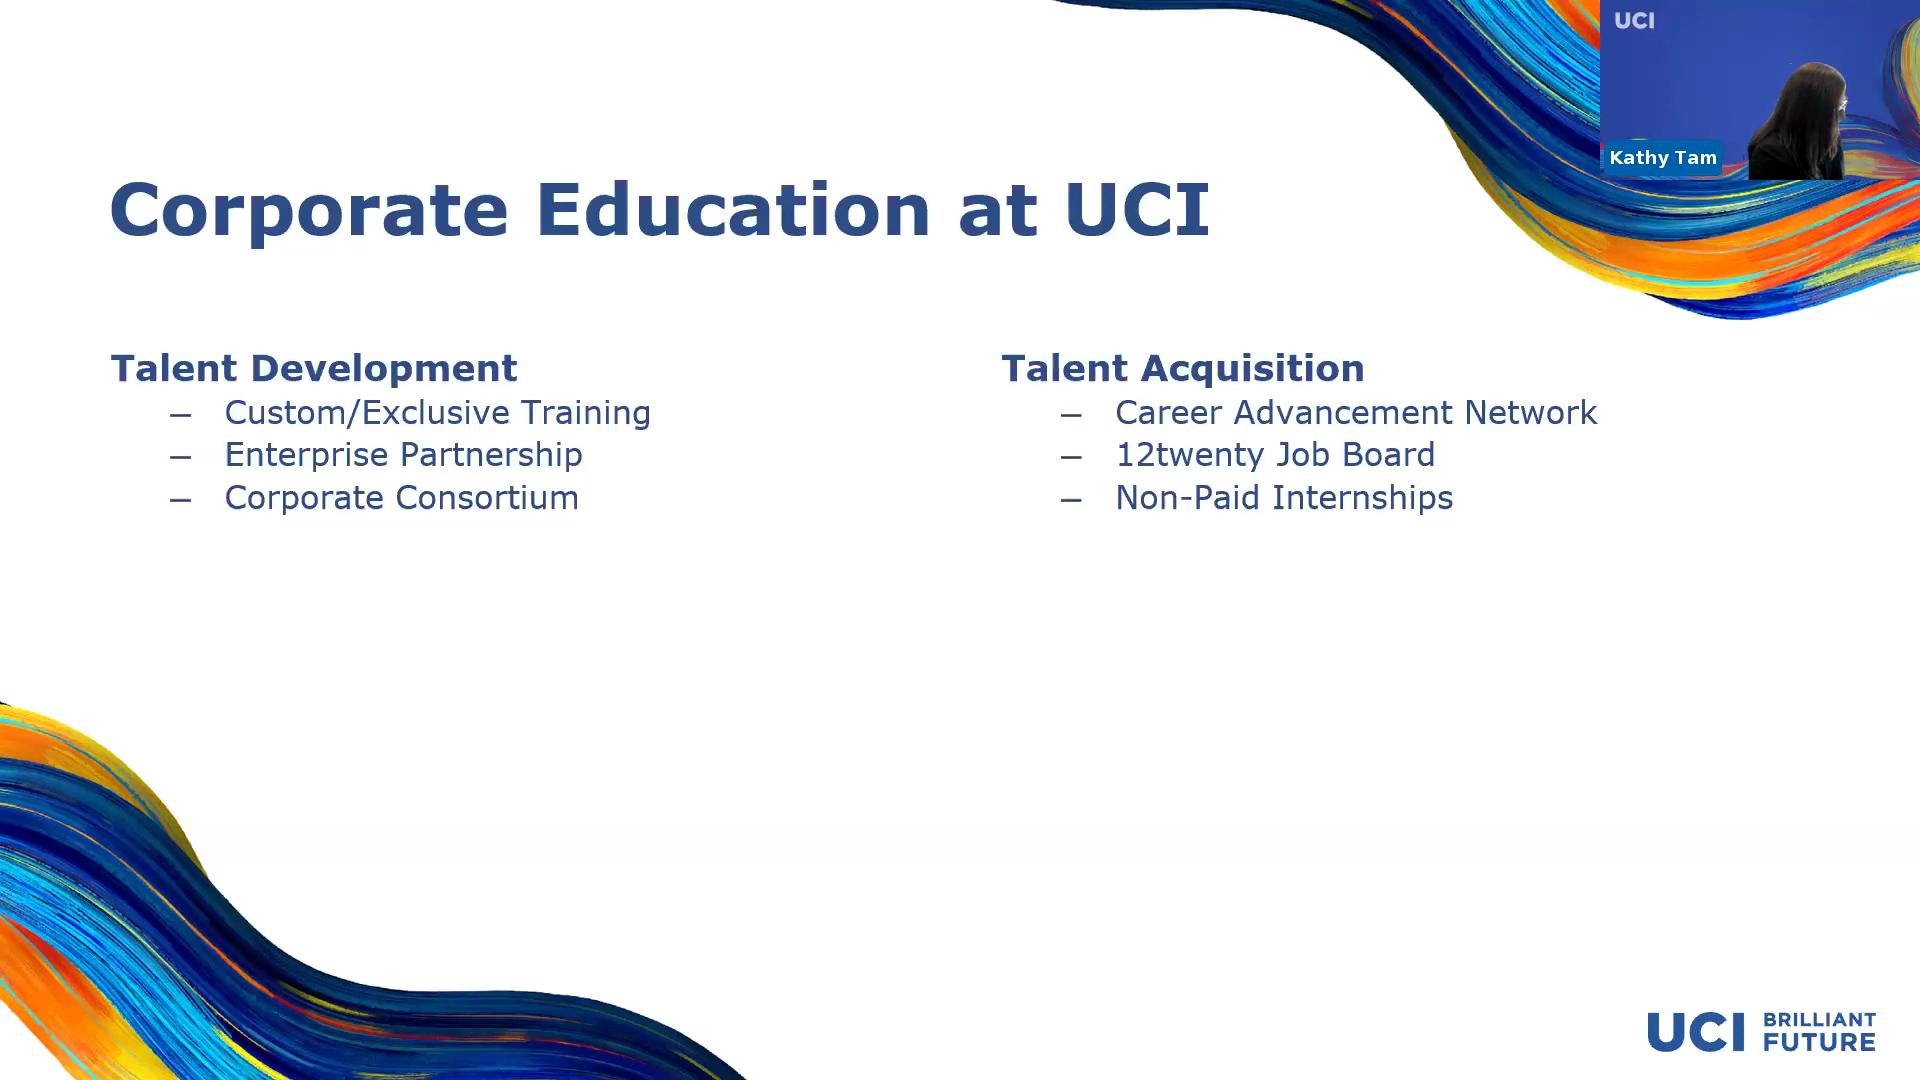 UCI
Kathy Tam
Corporate Education at UCI
Talent Development
– Custom/Exclusive Training
– Enterprise Partnership
– Corporate Consortium
Talent Acquisition
– Career Advancement Network
– 12twenty Job Board
– Non-Paid Internships
UCI BRILLIANT
FUTURE